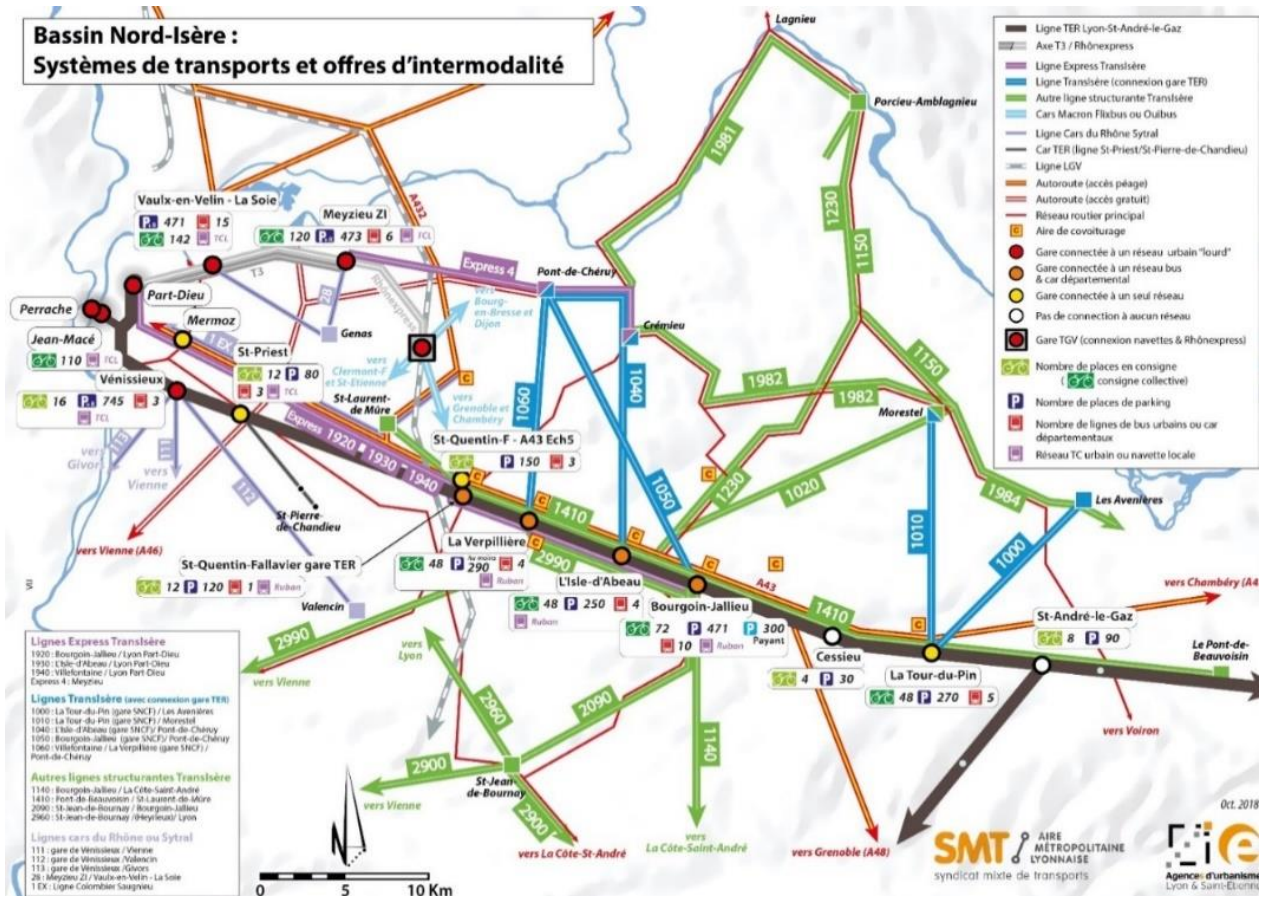 Bassin Nord-Isère :
Systèmes de transports et offres d'intermodalité
Lagnieu
Porcieu-Amblagnieu
Ligne TER Lyon-St-André-le-Gaz
Axe T3 / Rhônexpress
Ligne Express TransIsère
Ligne TransIsère (connexion gare TER)
Autre ligne structurante TransIsère
Cars Macron Flixbus ou Ouibus
Ligne Cars du Rhône Sytral
Car TER (ligne St-Priest/St-Pierre-de-Chandieu)
Ligne LGV
Autoroute (accès péage)
Autoroute (accès gratuit)
Réseau routier principal
C Aire de covoiturage
Gare connectée à un réseau urbain "lourd"
Gare connectée à un réseau bus
& car départemental
Gare connectée à un seul réseau
Pas de connection à aucun réseau
Gare TGV (connexion navettes & Rhônexpress)
Nombre de places en consigne
( consigne collective)
P Nombre de places de parking
Nombre de lignes de bus urbains ou car
départementaux
Réseau TC urbain ou navette locale
1981
1230
1150
A432
Vaulx-en-Velin - La Soie
P 471 15
142 TCL
Meyzieu ZI
120 P 473 6 TCL
T3
Rhônexpress
Express 4
Pont-de-Chéruy
vers
Bourg-
en-Bresse et
Dijon
Perrache
Part-Dieu
28
Genas
Crémieu
Jean-Macé
110 TCL
Mermoz
1 EX
vers
Clermont-F
et St-Etienne
St-Priest
12 P 80
3 TCL
Vénissieux
16 P 745 3
TCL
vers
Grenoble et
Chambéry
C
1060
1040
1982
1982
1150
Morestel
St-Laurent-
de-Mûre
Express 1920 1930 1940
St-Quentin-F - A43 Ech5
P 150 3
113
vers
Givors
111
vers
Vienne
112
1050
C
1230
1020
1984
Les Avenières
St-Pierre-
de-Chandieu
vers Vienne (A46)
C
C
1410
1010
1000
La Verpillière
48 P Au moins 290 4
Ruban
C
2990
C
C
C
St-Quentin-Fallavier gare TER
12 P 120 1 Ruban
Valencin
L'Isle-d'Abeau
48 P 250 4
Ruban
A43
vers Chambéry (A4
Bourgoin-Jallieu
72 P 471 P 300
Payant
10 Ruban
1410
C
St-André-le-Gaz
8 P 90
Le Pont-de-
Beauvoisin
2990
vers Vienne
vers
Lyon
Cessieu
4 P 30
La Tour-du-Pin
48 P 270 5
2960
2090
1140
vers Voiron
2900
vers Vienne
St-Jean-
de-Bournay
2900
vers La Côte-St-André
vers
La Côte-Saint-André
vers Grenoble (A48)
Lignes Express TransIsère
1920 : Bourgoin-Jallieu / Lyon Part-Dieu
1930 : L'Isle-d'Abeau / Lyon Part-Dieu
1940 : Villefontaine / Lyon Part-Dieu
Express 4 : Meyzieu
Lignes TransIsère (avec connexion gare TER)
1000 : La Tour-du-Pin (gare SNCF) / Les Avenières
1010 : La Tour-du-Pin (gare SNCF) / Morestel
1040 : L'Isle-d'Abeau (gare SNCF)/ Pont-de-Chéruy
1050 : Bourgoin-Jallieu (gare SNCF)/ Pont-de-Chéruy
1060 : Villefontaine / La Verpillière (gare SNCF) /
Pont-de-Chéruy
Autres lignes structurantes TransIsère
1140 : Bourgoin-Jallieu / La Côte-Saint-André
1410 : Pont-de-Beauvoisin / St-Laurent-de-Mûre
2090 : St-Jean-de-Bournay / Bourgoin-Jallieu
2960 : St-Jean-de-Bournay /(Heyrieux)/ Lyon
Lignes cars du Rhône ou Sytral
111 : gare de Vénissieux / Vienne
112 : gare de Vénissieux /Valencin
113 : gare de Vénissieux /Givors
28 : Meyzieu ZI / Vaulx-en-Velin - La Soie
1 EX : Ligne Colombier Saugnieu
N
0 5 10 Km
Oct. 2018
SMT AIRE
MÉTROPOLITAINE
LYONNAISE
syndicat mixte de transports
Agences d'urbanisme
Lyon & Saint-Etienne